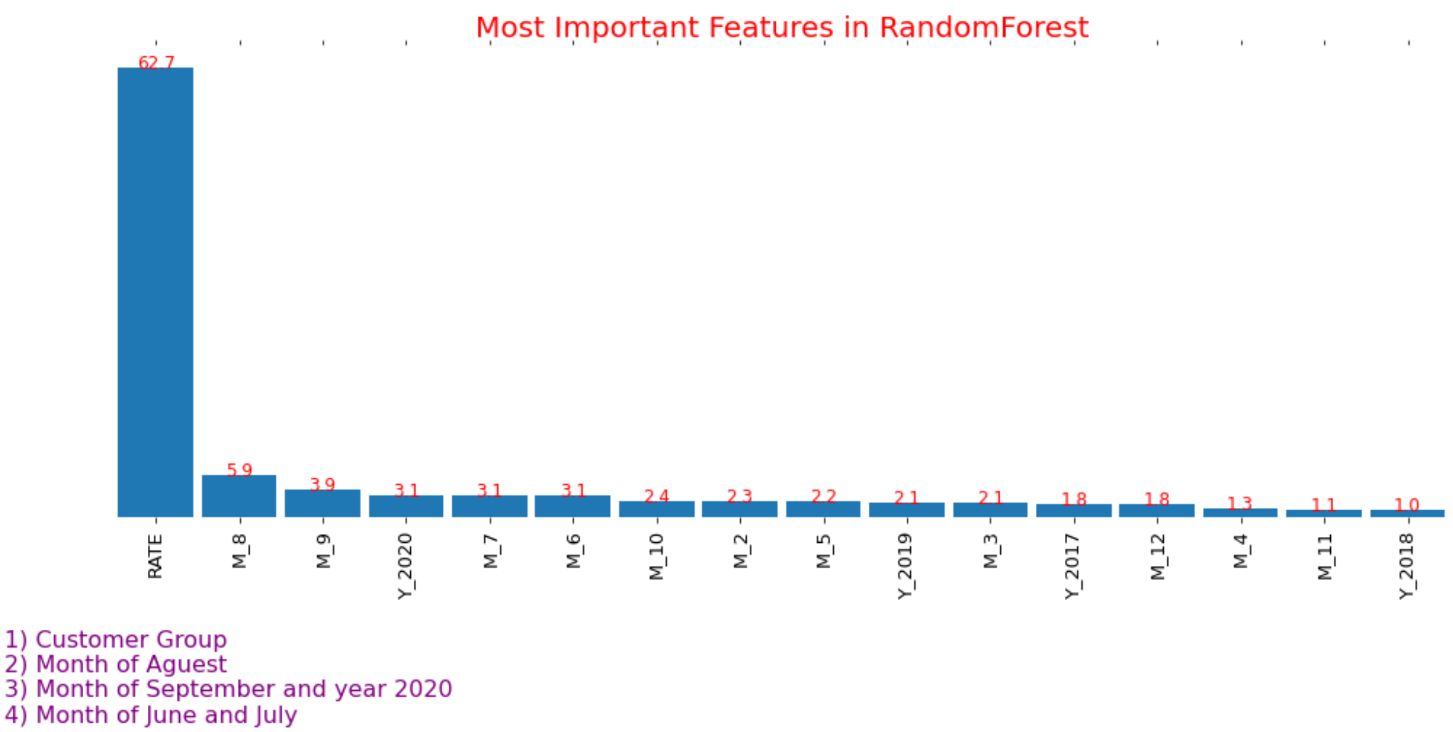 Most Important Features in RandomForest
62.7
5.9
3.9
3.1
3.1
3.1
2.4
2.3
2.2
2.1
2.1
1.8
1.8
1.3
1.1
1.0
RATE
M_8
M_9
Y_2020
M_7
M_6
M_10
M_2
M_5
Y_2019
M_3
Y_2017
M_12
M_4
M_11
Y_2018
1) Customer Group
2) Month of Aguest
3) Month of September and year 2020
4) Month of June and July